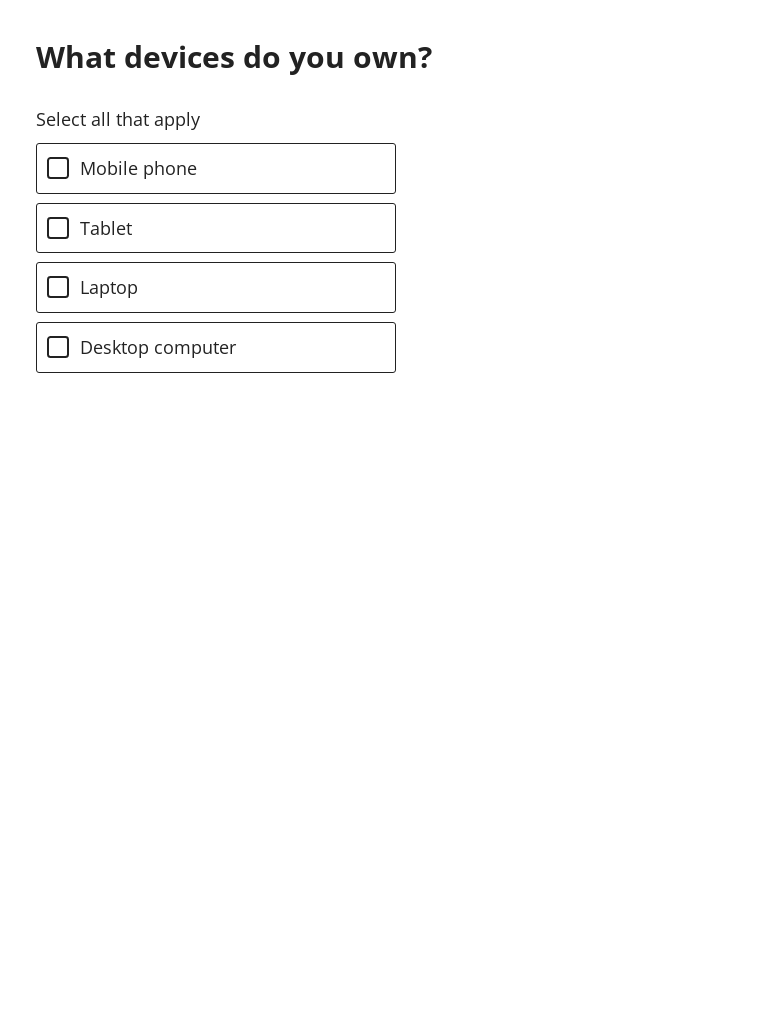 What devices do you own?
Select all that apply
Mobile phone
Tablet
Laptop
Desktop computer